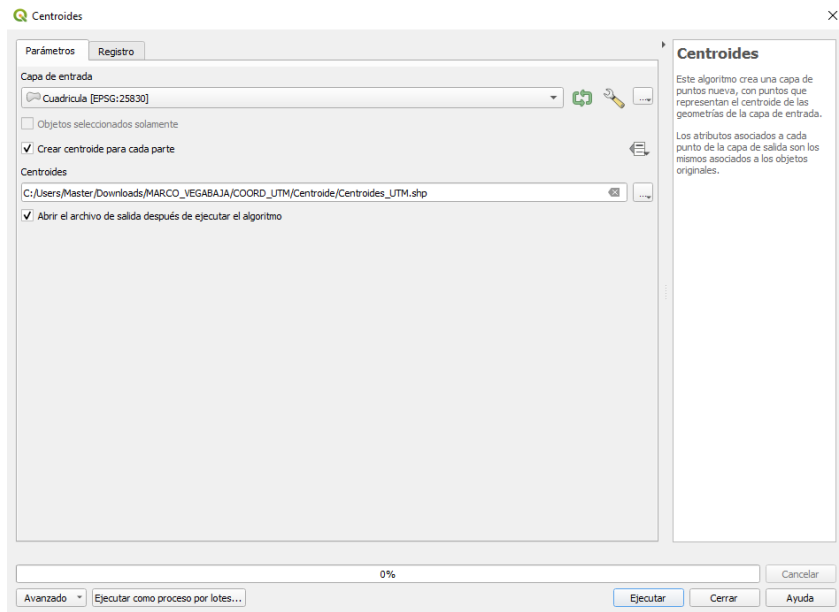 Centroides
Parámetros
Registro
Capa de entrada
Cuadricula [EPSG:25830]
...
Objetos seleccionados solamente
Crear centroide para cada parte
Centroides
C:/Users/Master/Downloads/MARCO_VEGABAJA/COORD_UTM/Centroide/Centroides_UTM.shp
...
Abrir el archivo de salida después de ejecutar el algoritmo
Centroides
Este algoritmo crea una capa de
puntos nueva, con puntos que
representan el centroide de las
geometrías de la capa de entrada.
Los atributos asociados a cada
punto de la capa de salida son los
mismos asociados a los objetos
originales.
0%
Cancelar
Avanzado
Ejecutar como proceso por lotes...
Ejecutar
Cerrar
Ayuda